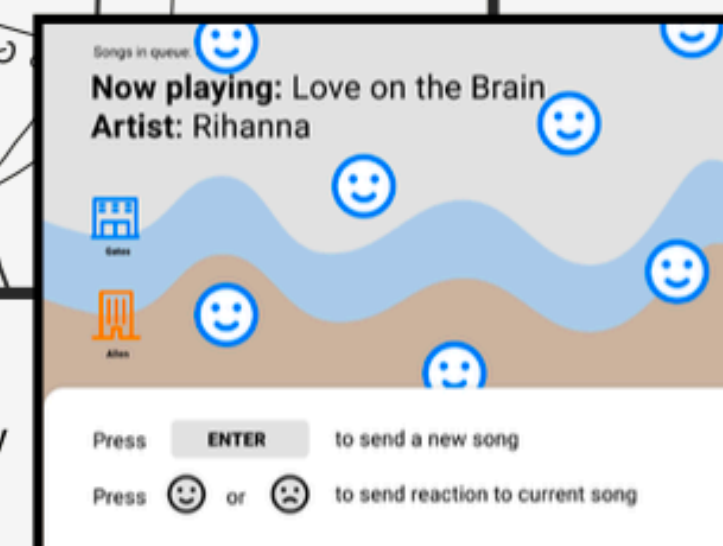 Songs in queue:
Now playing: Love on the Brain
Artist: Rihanna
Gates
Allen
Press ENTER to send a new song
Press or to send reaction to current song